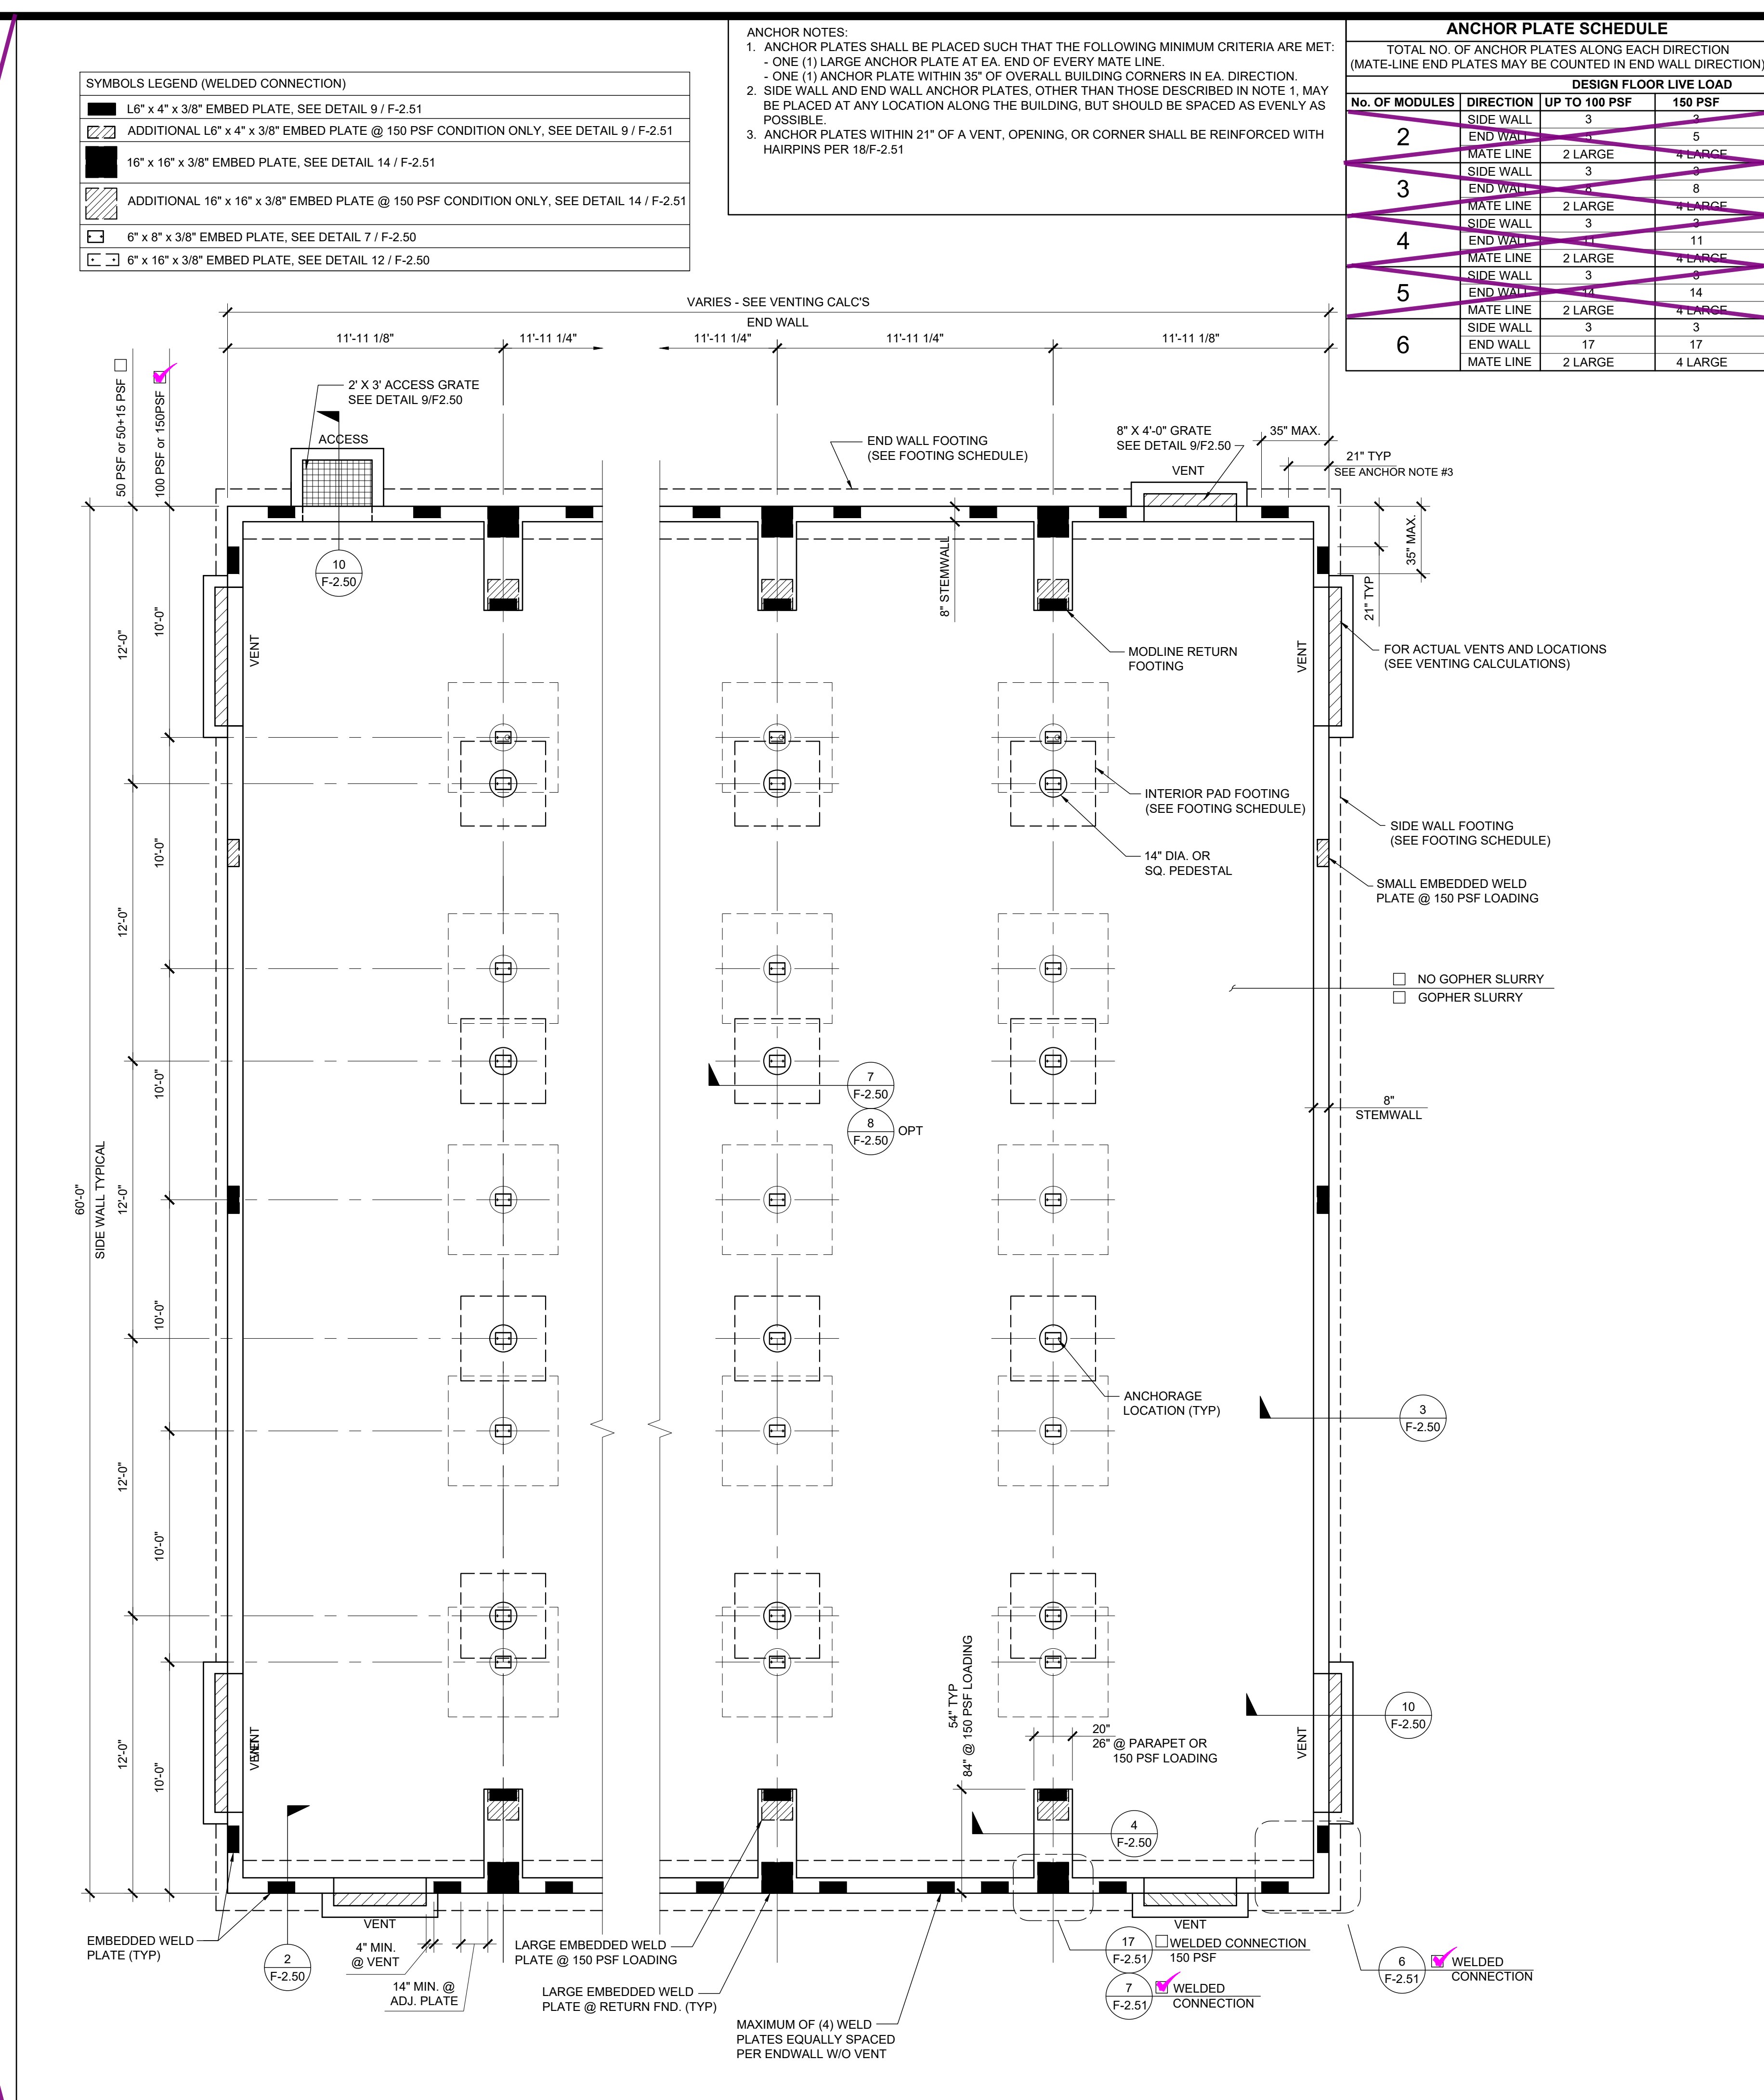 SYMBOLS LEGEND (WELDED CONNECTION)
L6" x 4" x 3/8" EMBED PLATE, SEE DETAIL 9 / F-2.51
ADDITIONAL L6" x 4" x 3/8" EMBED PLATE @ 150 PSF CONDITION ONLY, SEE DETAIL 9 / F-2.51
16" x 16" x 3/8" EMBED PLATE, SEE DETAIL 14 / F-2.51
ADDITIONAL 16" x 16" x 3/8" EMBED PLATE @ 150 PSF CONDITION ONLY, SEE DETAIL 14 / F-2.51
6" x 8" x 3/8" EMBED PLATE, SEE DETAIL 7 / F-2.50
6" x 16" x 3/8" EMBED PLATE, SEE DETAIL 12 / F-2.50
ANCHOR NOTES:
1. ANCHOR PLATES SHALL BE PLACED SUCH THAT THE FOLLOWING MINIMUM CRITERIA ARE MET:
- ONE (1) LARGE ANCHOR PLATE AT EA. END OF EVERY MATE LINE.
- ONE (1) ANCHOR PLATE WITHIN 35" OF OVERALL BUILDING CORNERS IN EA. DIRECTION.
2. SIDE WALL AND END WALL ANCHOR PLATES, OTHER THAN THOSE DESCRIBED IN NOTE 1, MAY
BE PLACED AT ANY LOCATION ALONG THE BUILDING, BUT SHOULD BE SPACED AS EVENLY AS
POSSIBLE.
3. ANCHOR PLATES WITHIN 21" OF A VENT, OPENING, OR CORNER SHALL BE REINFORCED WITH
HAIRPINS PER 18/F-2.51
ANCHOR PLATE SCHEDULE
TOTAL NO. OF ANCHOR PLATES ALONG EACH DIRECTION
(MATE-LINE END PLATES MAY BE COUNTED IN END WALL DIRECTION)
DESIGN FLOOR LIVE LOAD
No. OF MODULES DIRECTION UP TO 100 PSF 150 PSF
2
SIDE WALL 3 3
END WALL 5 5
MATE LINE 2 LARGE 4 LARGE
3
SIDE WALL 3 3
END WALL 8 8
MATE LINE 2 LARGE 4 LARGE
4
SIDE WALL 3 3
END WALL 11 11
MATE LINE 2 LARGE 4 LARGE
5
SIDE WALL 3 3
END WALL 14 14
MATE LINE 2 LARGE 4 LARGE
6
SIDE WALL 3 3
END WALL 17 17
MATE LINE 2 LARGE 4 LARGE
VARIES - SEE VENTING CALC'S
END WALL
11'-11 1/8" 11'-11 1/4" 11'-11 1/4" 11'-11 1/4" 11'-11 1/8"
50 PSF or 50+15 PSF
100 PSF or 150PSF
2' X 3' ACCESS GRATE
SEE DETAIL 9/F2.50
ACCESS
END WALL FOOTING
(SEE FOOTING SCHEDULE)
8" X 4'-0" GRATE
SEE DETAIL 9/F2.50
VENT
35" MAX.
21" TYP
SEE ANCHOR NOTE #3
35" MAX.
21" TYP
8" STEMWALL
10
F-2.50
MODLINE RETURN
FOOTING
VENT
VENT
FOR ACTUAL VENTS AND LOCATIONS
(SEE VENTING CALCULATIONS)
INTERIOR PAD FOOTING
(SEE FOOTING SCHEDULE)
14" DIA. OR
SQ. PEDESTAL
SIDE WALL FOOTING
(SEE FOOTING SCHEDULE)
SMALL EMBEDDED WELD
PLATE @ 150 PSF LOADING
NO GOPHER SLURRY
GOPHER SLURRY
7
F-2.50
8
F-2.50
OPT
8"
STEMWALL
60'-0"
SIDE WALL TYPICAL
12'-0"
12'-0"
12'-0"
12'-0"
12'-0"
10'-0"
10'-0"
10'-0"
10'-0"
10'-0"
10'-0"
ANCHORAGE
LOCATION (TYP)
3
F-2.50
54" TYP
84" @ 150 PSF LOADING
20"
26" @ PARAPET OR
150 PSF LOADING
10
F-2.50
VENT
VENT
VENT
4
F-2.50
EMBEDDED WELD
PLATE (TYP)
2
F-2.50
VENT
4" MIN.
@ VENT
14" MIN. @
ADJ. PLATE
LARGE EMBEDDED WELD
PLATE @ 150 PSF LOADING
LARGE EMBEDDED WELD
PLATE @ RETURN FND. (TYP)
MAXIMUM OF (4) WELD
PLATES EQUALLY SPACED
PER ENDWALL W/O VENT
VENT
17
F-2.51
WELDED CONNECTION
150 PSF
7
F-2.51
WELDED
CONNECTION
6
F-2.51
WELDED
CONNECTION